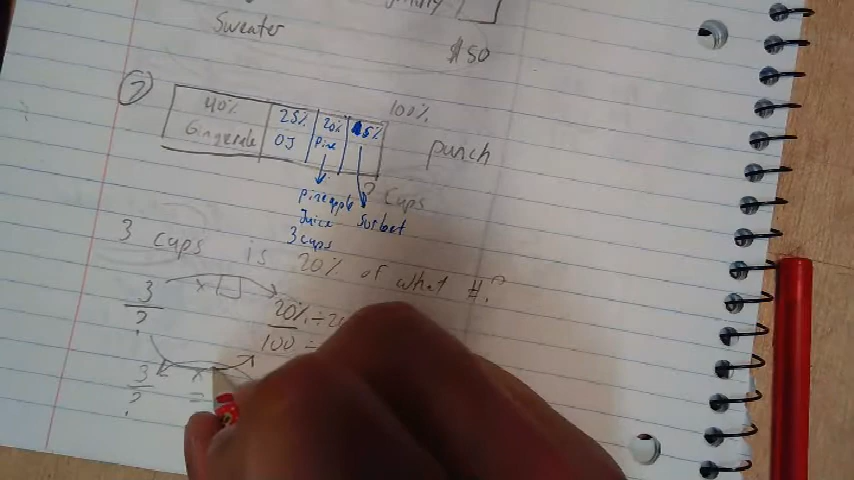 Sweater
$50
7
40% 25% 20% 15% 100%
Gingerale OJ Pine punch
? Cups
pineapple
Juice Sorbet
3 cups
3 cups is 20% of what #?
3 x 20% ÷
? 100 =
3 x
? =